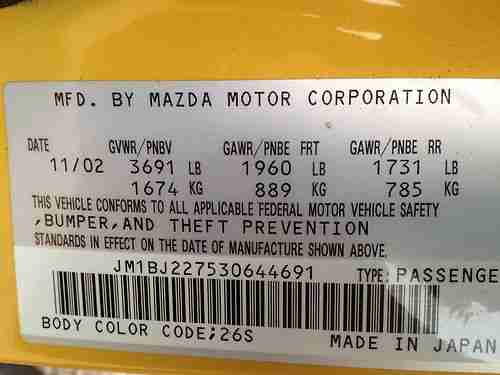 MFD. BY MAZDA MOTOR CORPORATION
DATE GVWR/PNBV GAWR/PNBE FRT GAWR/PNBE RR
11/02 3691 LB 1960 LB 1731 LB
1674 KG 889 KG 785 KG
THIS VEHICLE CONFORMS TO ALL APPLICABLE FEDERAL MOTOR VEHICLE SAFETY
,BUMPER,AND THEFT PREVENTION
STANDARDS IN EFFECT ON THE DATE OF MANUFACTURE SHOWN ABOVE.
JM1BJ227530644691 TYPE:PASSENGE
BODY COLOR CODE;26S MADE IN JAPAN